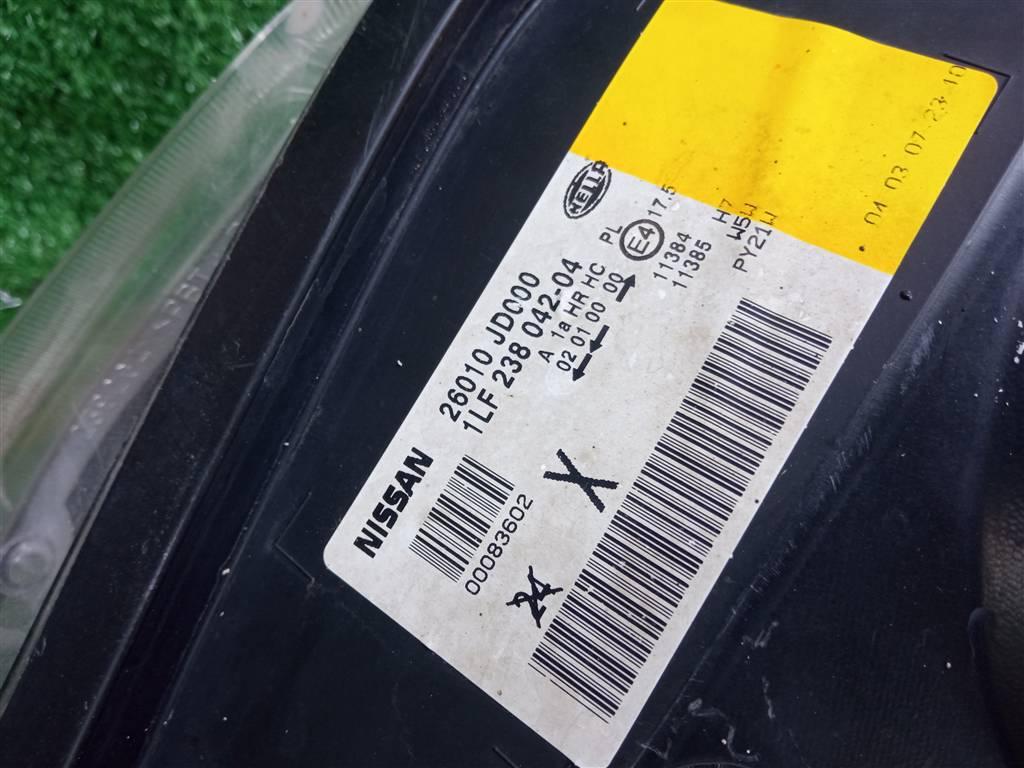 NISSAN
26010 JD000
1LF 238 042-04
A 1a HR HC PL
02 01 00 00 E4 17.5
11384
11385
H7
W5W
PY21W
HELLA
00083602
24
X
04 03 07 23 10